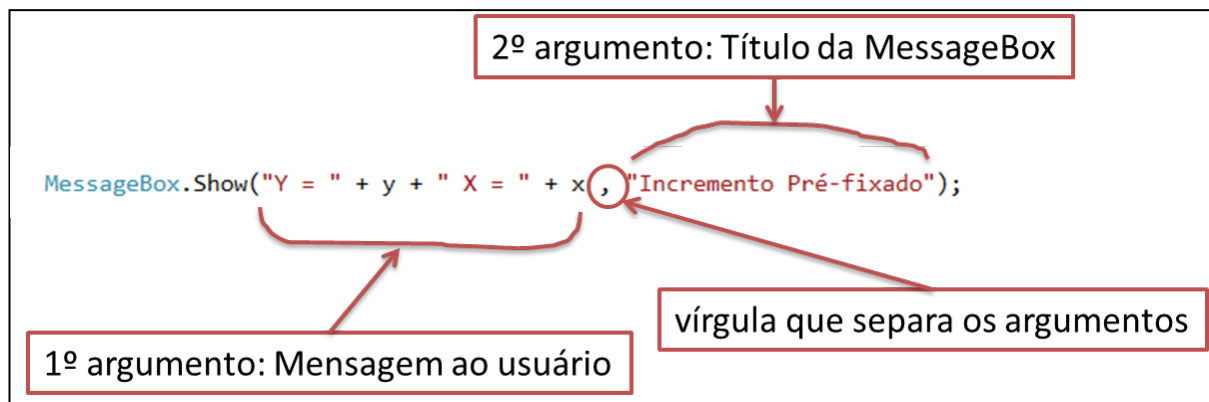 2º argumento: Título da MessageBox
MessageBox.Show("Y = " + y + " X = " + x , "Incremento Pré-fixado");
vírgula que separa os argumentos
1º argumento: Mensagem ao usuário